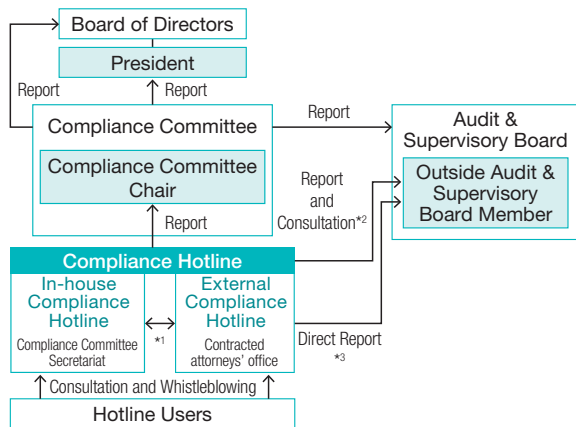 Board of Directors
President
Report
Report
Compliance Committee
Report
Audit &
Supervisory Board
Compliance Committee
Chair
Outside Audit &
Supervisory
Board Member
Report
and
Consultation*2
Report
Compliance Hotline
In-house
Compliance
Hotline
Compliance Committee
Secretariat
*1
External
Compliance
Hotline
Contracted
attorneys' office
Direct Report
*3
Consultation and Whistleblowing
Hotline Users